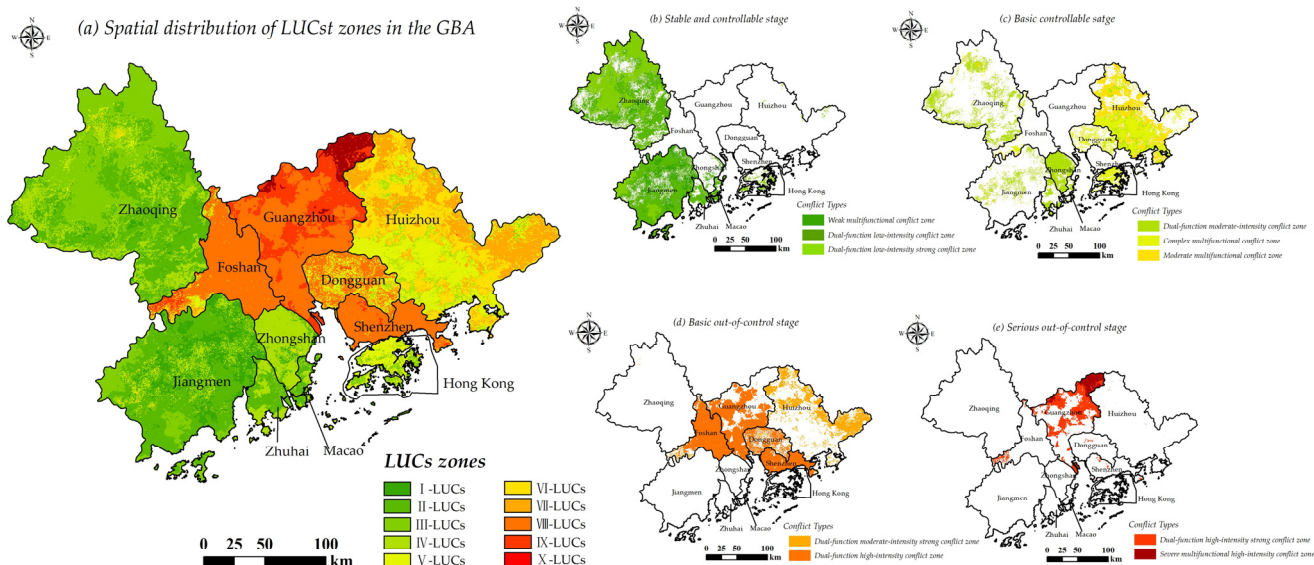 (a) Spatial distribution of LUCst zones in the GBA
N
W E
S
Zhaoqing
Guangzhou
Huizhou
Foshan
Dongguan
Shenzhen
Zhongshan
Jiangmen
Hong Kong
Zhuhai
Macao
LUCs zones
I -LUCs
II -LUCs
III-LUCs
IV-LUCs
V-LUCs
VI-LUCs
VII-LUCs
VIII-LUCs
IX-LUCs
X-LUCs
0 25 50 100
km
(b) Stable and controllable stage
N
W E
S
Zhaoqing
Guangzhou
Huizhou
Foshan
Dongguan
Zhongshan
Shenzhen
Jiangmen
Hong Kong
Zhuhai
Macao
Conflict Types
Weak multifunctional conflict zone
Dual-function low-intensity conflict zone
Dual-function low-intensity strong conflict zone
0 25 50 100
km
(c) Basic controllable satge
N
W E
S
Zhaoqing
Guangzhou
Huizhou
Foshan
Dongguan
Shenzhen
Zhongshan
Jiangmen
Hong Kong
Zhuhai
Macao
Conflict Types
Dual-function moderate-intensity conflict zone
Complex multifunctional conflict zone
Moderate multifunctional conflict zone
0 25 50 100
km
(d) Basic out-of-control stage
N
W E
S
Zhaoqing
Guangzhou
Huizhou
Foshan
Dongguan
Shenzhen
Zhongshan
Jiangmen
Hong Kong
Zhuhai
Macao
Conflict Types
Dual-function moderate-intensity strong conflict zone
Dual-function high-intensity conflict zone
0 25 50 100
km
(e) Serious out-of-control stage
N
W E
S
Zhaoqing
Guangzhou
Huizhou
Foshan
Dongguan
Zhongshan
Shenzhen
Jiangmen
Hong Kong
Zhuhai
Macao
Conflict Types
Dual-function high-intensity strong conflict zone
Severe multifunctional high-intensity conflict zone
0 25 50 100
km